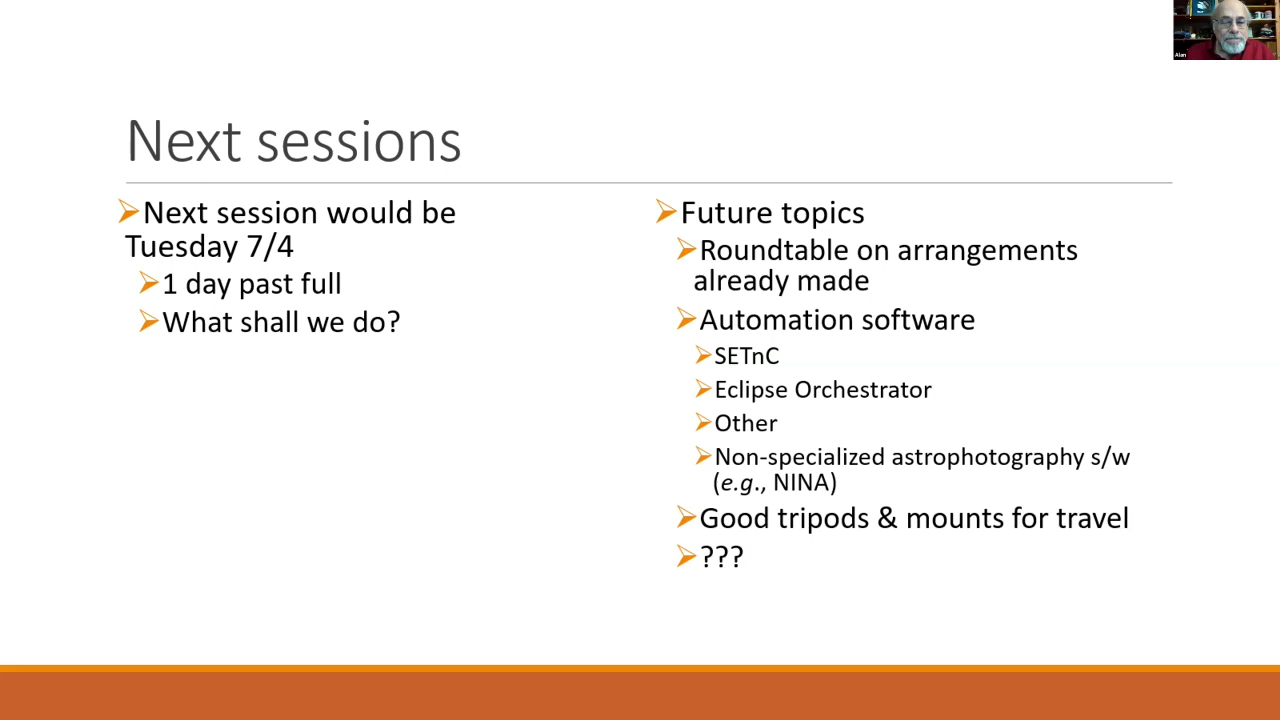 Alan
Next sessions
Next session would be
Tuesday 7/4
1 day past full
What shall we do?
Future topics
Roundtable on arrangements
already made
Automation software
SETnC
Eclipse Orchestrator
Other
Non-specialized astrophotography s/w
(e.g., NINA)
Good tripods & mounts for travel
???